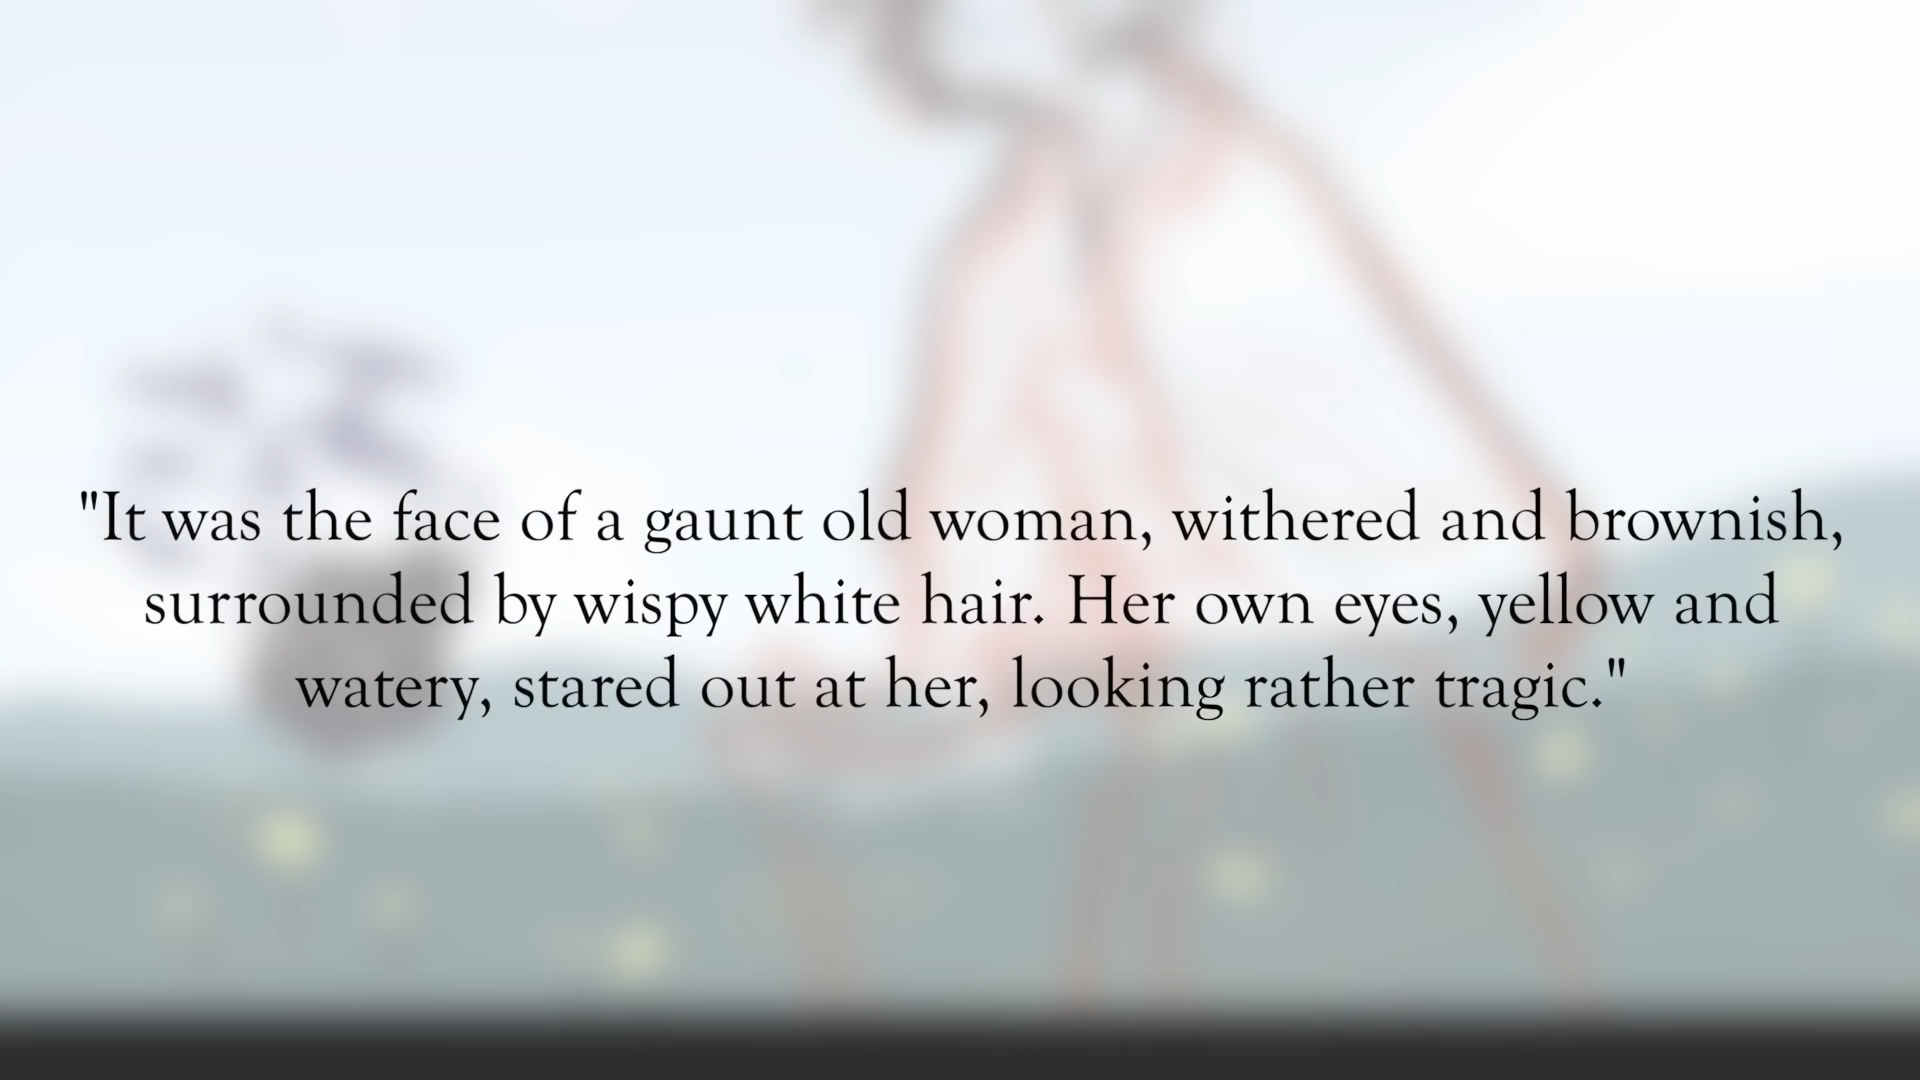 "It was the face of a gaunt old woman, withered and brownish,
surrounded by wispy white hair. Her own eyes, yellow and
watery, stared out at her, looking rather tragic."